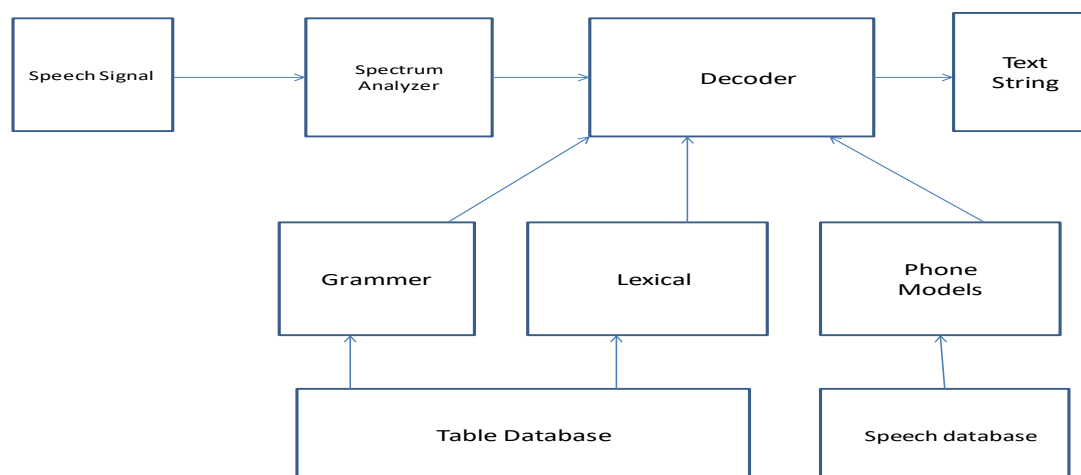 Speech Signal
Spectrum
Analyzer
Decoder
Text
String
Grammer
Lexical
Phone
Models
Table Database
Speech database